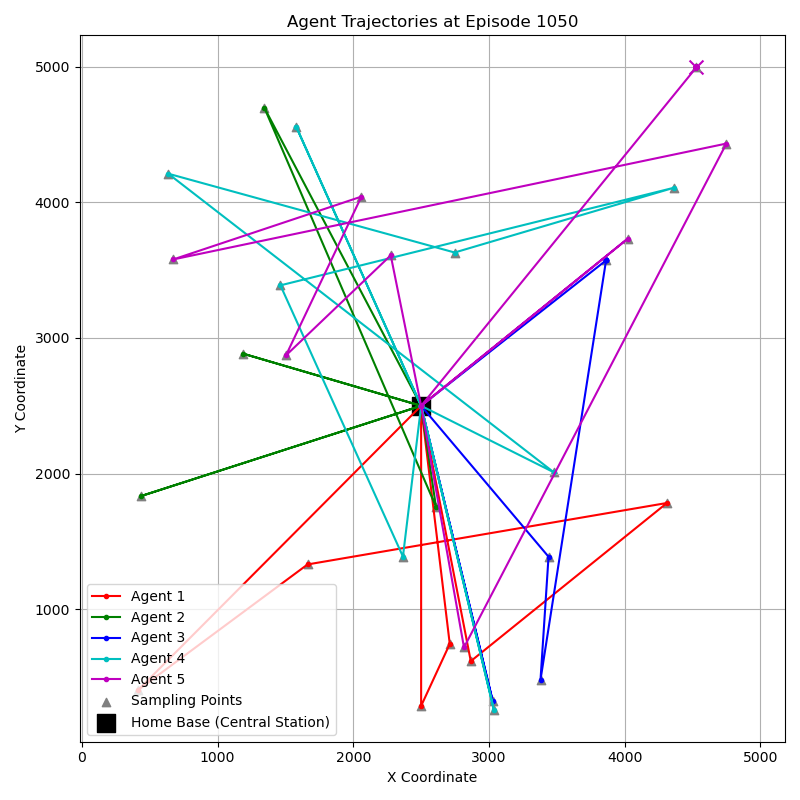 Agent Trajectories at Episode 1050
5000
4000
3000
2000
1000
Y Coordinate
Agent 1
Agent 2
Agent 3
Agent 4
Agent 5
Sampling Points
Home Base (Central Station)
0
1000
2000
3000
4000
5000
X Coordinate